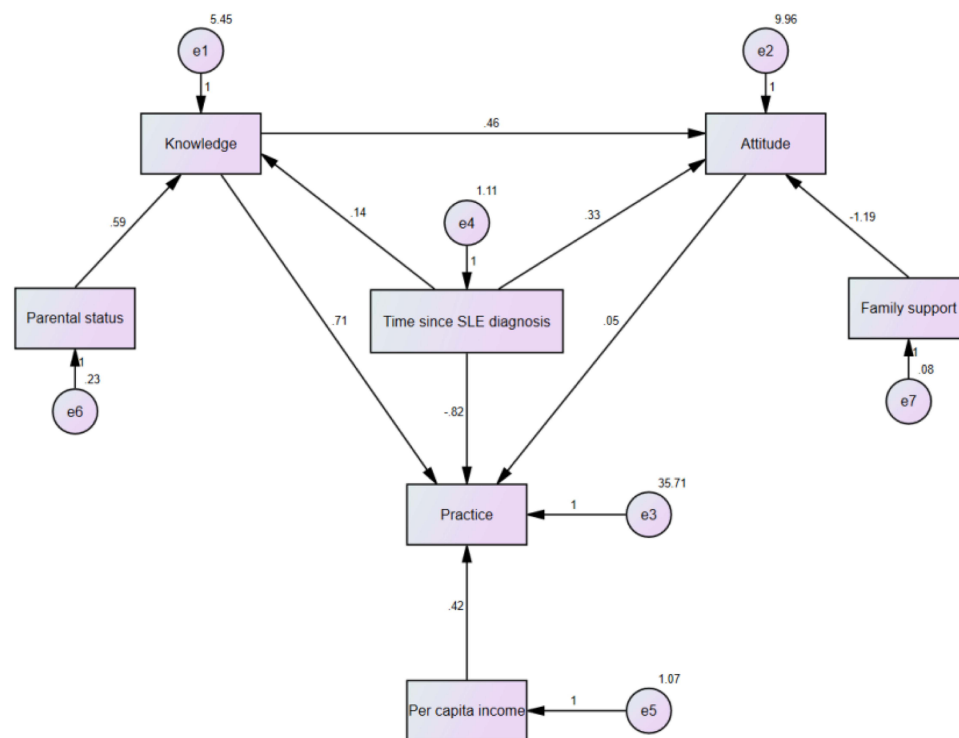 5.45
9.96
e1
e2
1
1
Knowledge
.46
Attitude
1.11
e4
.14
.33
-1.19
.59
1
Parental status
Time since SLE diagnosis
Family support
.71
.05
1
.23
1
.08
e6
e7
-.82
35.71
Practice
1
e3
.42
1.07
Per capita income
1
e5